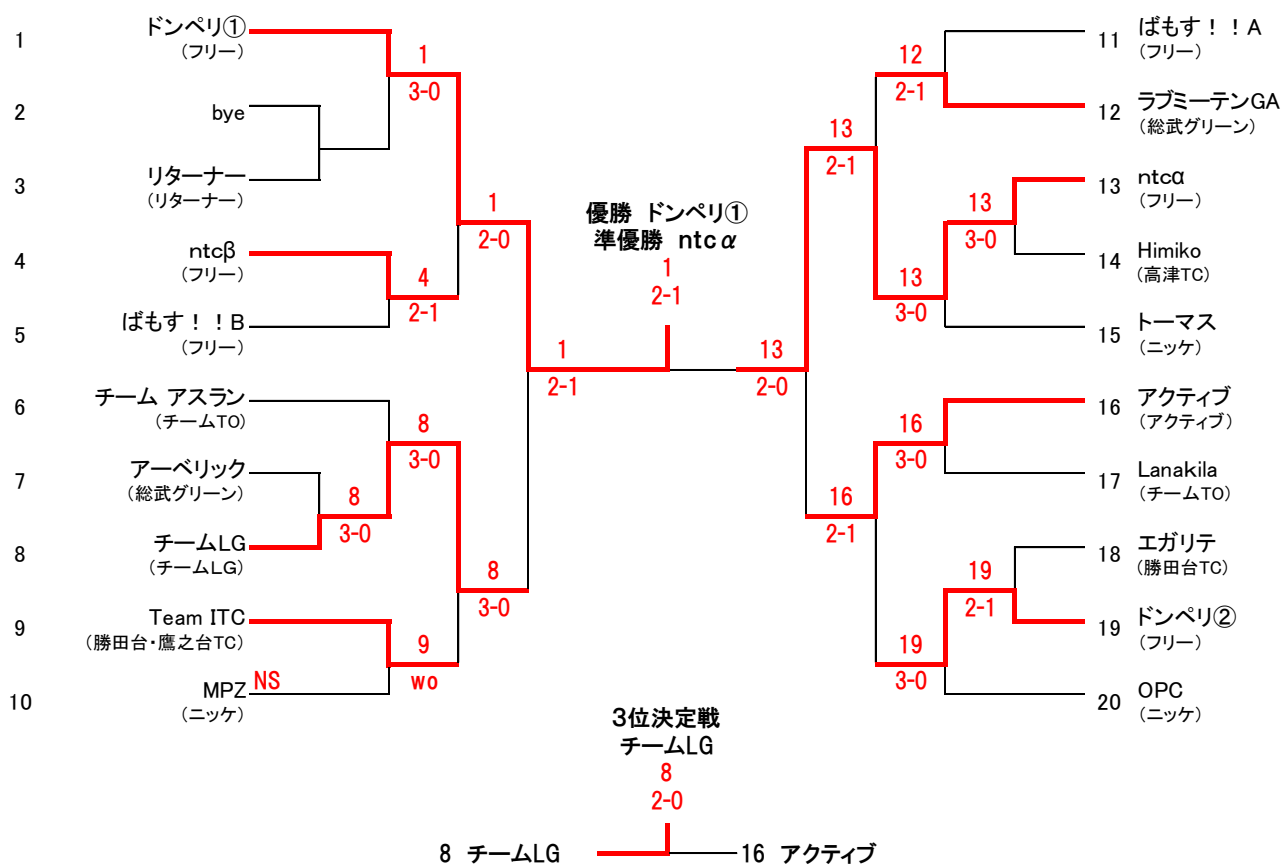 1 ドンペリ①
(フリー)
2 bye
3 リターナー
(リターナー)
4 ntcβ
(フリー)
5 ばもす！！B
(フリー)
6 チーム アスラン
(チームTO)
7 アーベリック
(総武グリーン)
8 チームLG
(チームLG)
9 Team ITC
(勝田台・鷹之台TC)
10 MPZ NS
(ニッケ)
1
3-0
4
2-1
8
3-0
8
3-0
9
wo
1
2-0
8
3-0
1
2-1
優勝 ドンペリ①
準優勝 ntcα
1
2-1
13
2-0
13
2-1
16
2-1
12
2-1
13
3-0
13
3-0
16
3-0
19
2-1
19
3-0
11 ばもす！！A
(フリー)
12 ラブミーテンGA
(総武グリーン)
13 ntcα
(フリー)
14 Himiko
(高津TC)
15 トーマス
(ニッケ)
16 アクティブ
(アクティブ)
17 Lanakila
(チームTO)
18 エガリテ
(勝田台TC)
19 ドンペリ②
(フリー)
20 OPC
(ニッケ)
3位決定戦
チームLG
8
2-0
8 チームLG 16 アクティブ